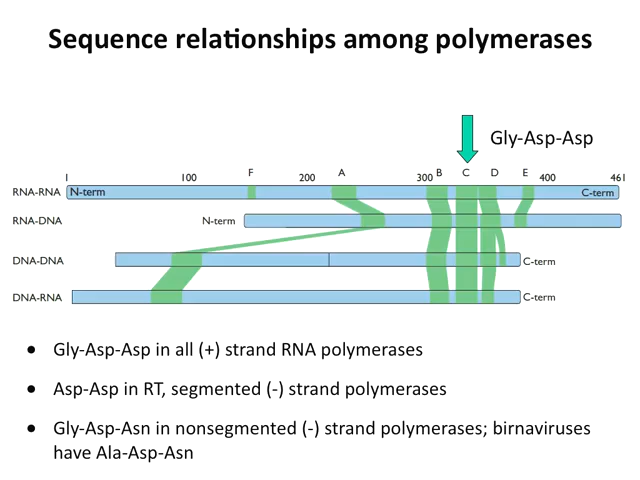 Sequence relationships among polymerases
Gly-Asp-Asp
1 100 F 200 A 300 B C D E 400 461
RNA-RNA N-term C-term
RNA-DNA N-term
DNA-DNA C-term
DNA-RNA C-term
• Gly-Asp-Asp in all (+) strand RNA polymerases
• Asp-Asp in RT, segmented (-) strand polymerases
• Gly-Asp-Asn in nonsegmented (-) strand polymerases; birnaviruses
have Ala-Asp-Asn